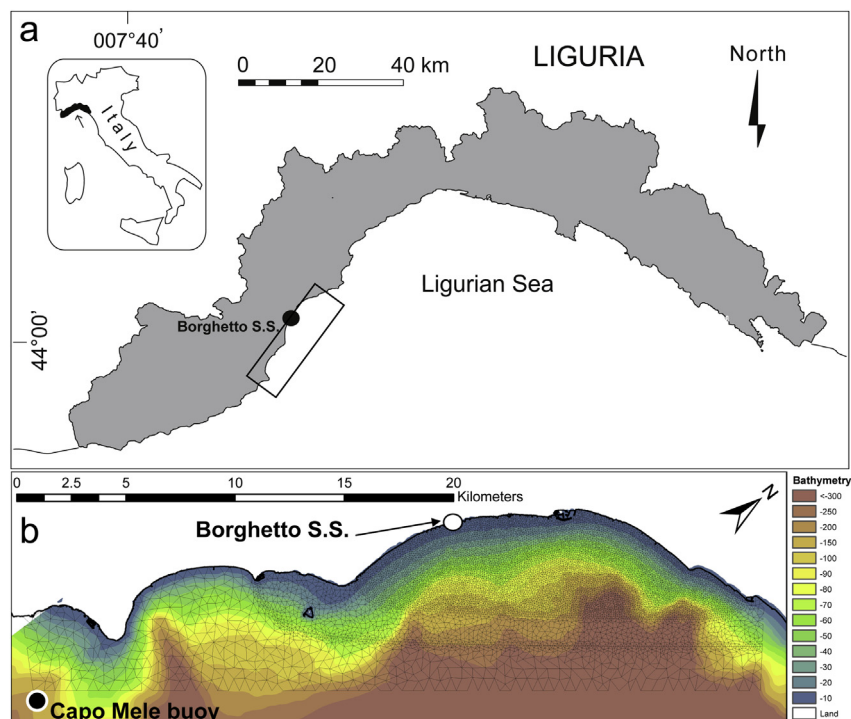 a
007°40'
0 20 40 km
LIGURIA
North
Italy
Ligurian Sea
Borghetto S.S.
44°00'
0 2.5 5 10 15 20
Kilometers
b
Borghetto S.S.
N
Capo Mele buoy
Bathymetry
<-300
-250
-200
-150
-100
-90
-80
-70
-60
-50
-40
-30
-20
-10
Land